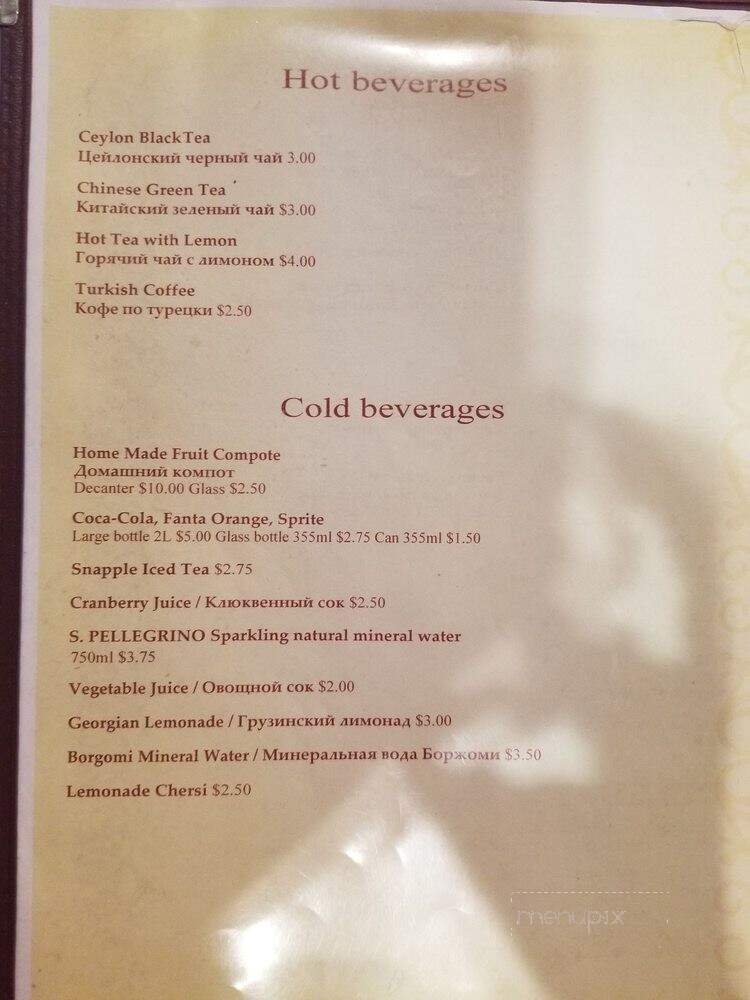 Hot beverages
Ceylon Black Tea
Цейлонский черный чай 3.00
Chinese Green Tea
Китайский зеленый чай $3.00
Hot Tea with Lemon
Горячий чай с лимоном $4.00
Turkish Coffee
Кофе по турецки $2.50
Cold beverages
Home Made Fruit Compote
Домашний компот
Decanter $10.00 Glass $2.50
Coca-Cola, Fanta Orange, Sprite
Large bottle 2L $5.00 Glass bottle 355ml $2.75 Can 355ml $1.50
Snapple Iced Tea $2.75
Cranberry Juice / Клюквенный сок $2.50
S. PELLEGRINO Sparkling natural mineral water
750ml $3.75
Vegetable Juice / Овощной сок $2.00
Georgian Lemonade / Грузинский лимонад $3.00
Borgomi Mineral Water / Минеральная вода Боржоми $3.50
Lemonade Chersi $2.50
menupix